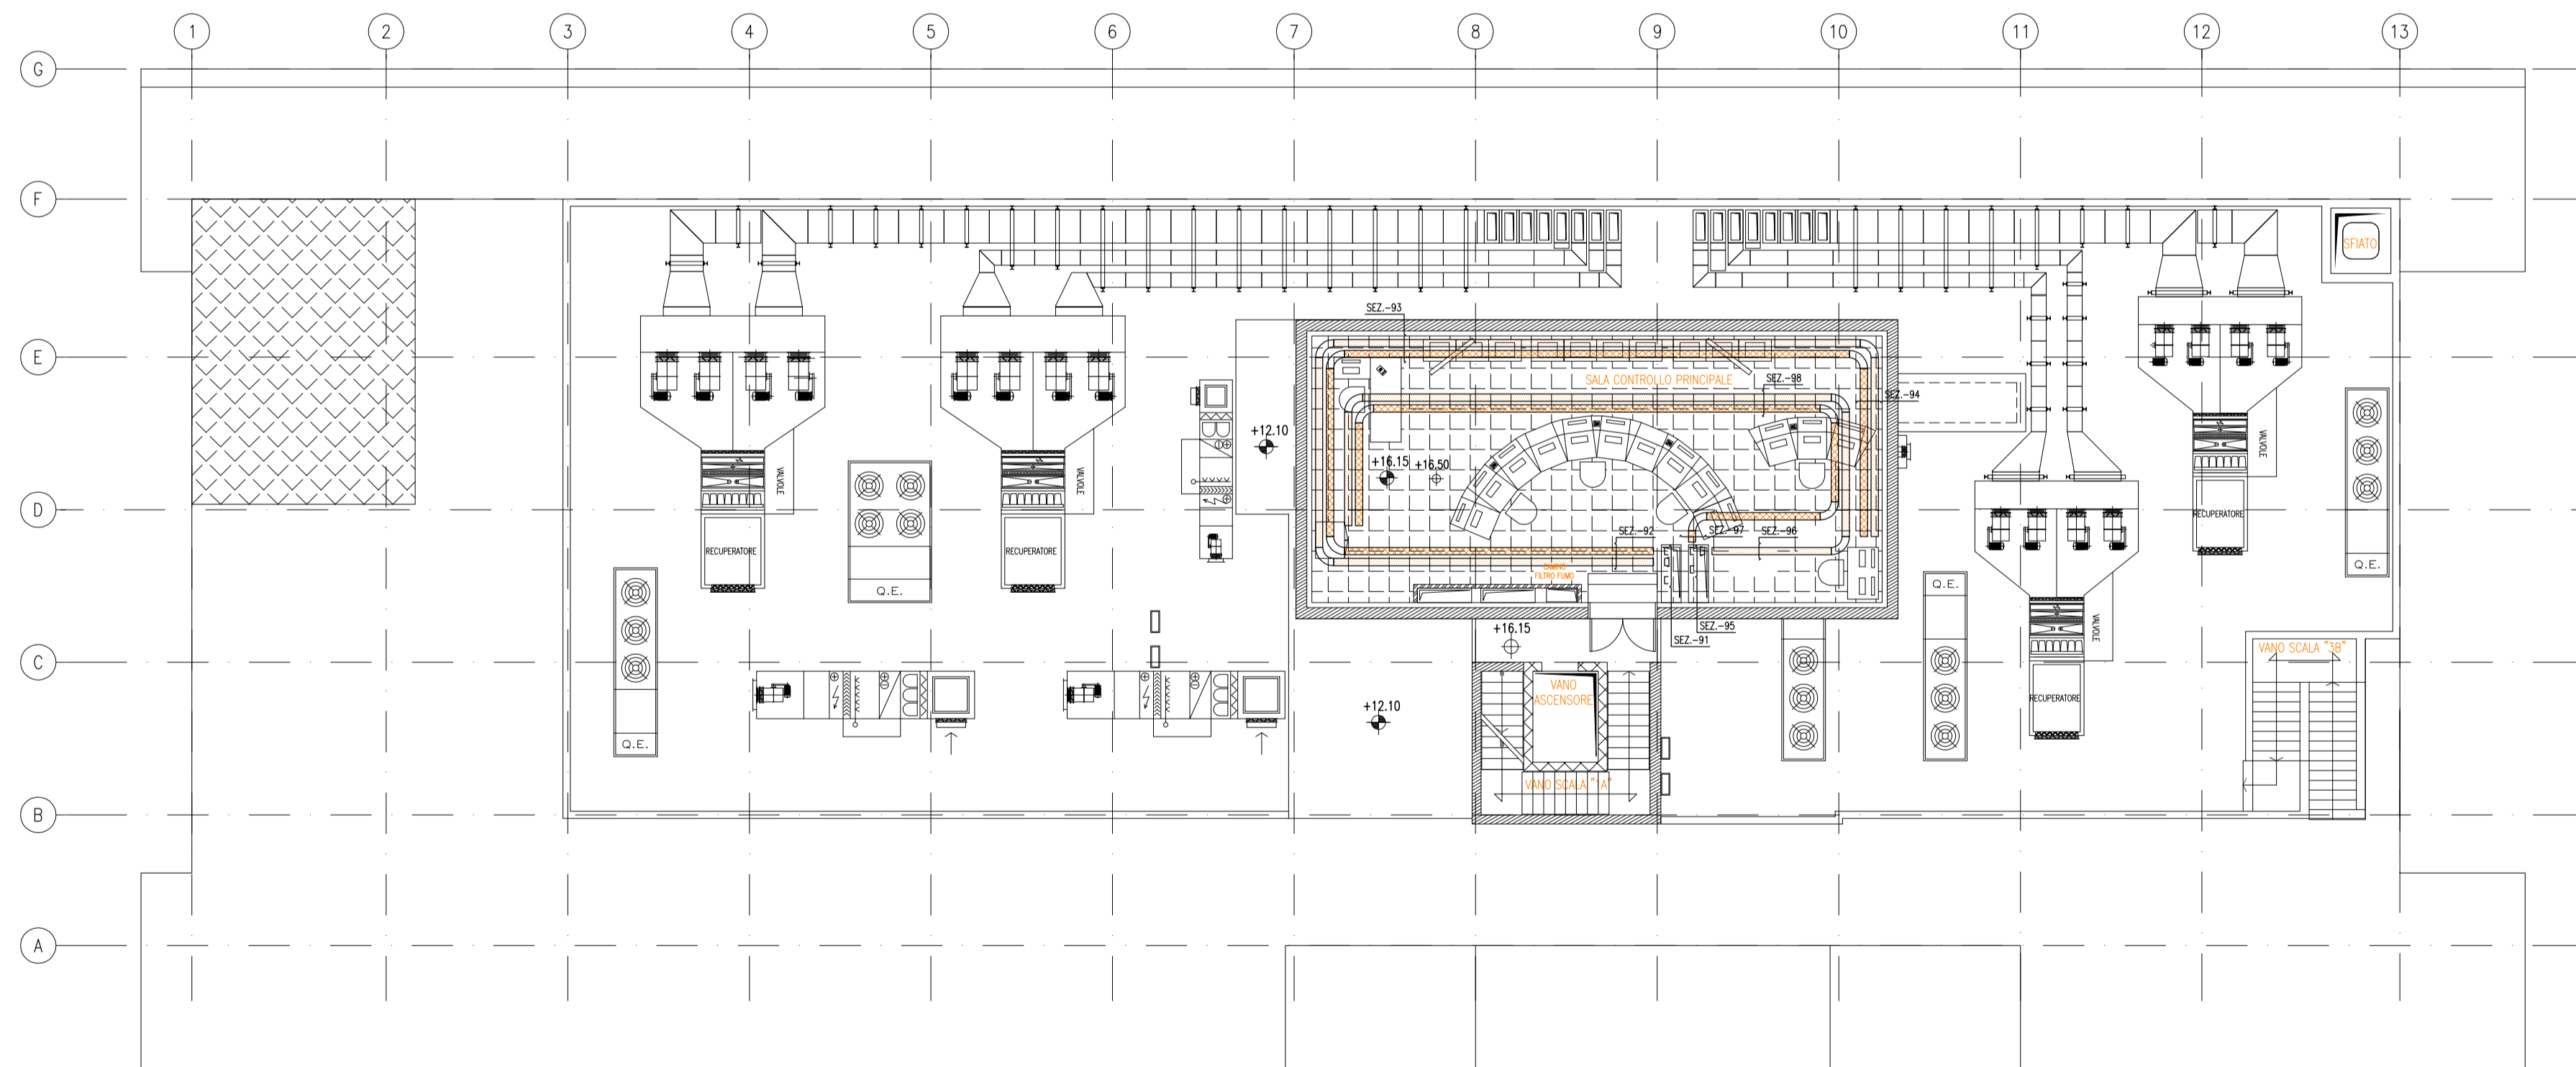 1 2 3 4 5 6 7 8 9 10 11 12 13
G
F
SFIATO
SEZ.-93
E
SALA CONTROLLO PRINCIPALE
SEZ.-98
SEZ.-94
+12.10
+16.15
+16.50
VALVOLE
VALVOLE
VALVOLE
D
RECUPERATORE
RECUPERATORE
RECUPERATORE
SEZ.-92
SEZ.-97
SEZ.-96
CAMINO
FILTRO FUMO
Q.E.
Q.E.
Q.E.
+16.15
SEZ.-95
SEZ.-91
VALVOLE
C
VANO SCALA "3B"
VANO
ASCENSORE
RECUPERATORE
+12.10
Q.E.
VANO SCALA "1A"
B
A